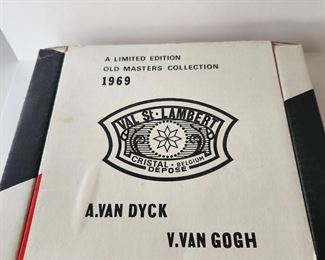 A LIMITED EDITION
OLD MASTERS COLLECTION
1969
VAL St. LAMBERT
CRISTAL • BELGIUM
DEPOSE
A.VAN DYCK
V.VAN GOGH